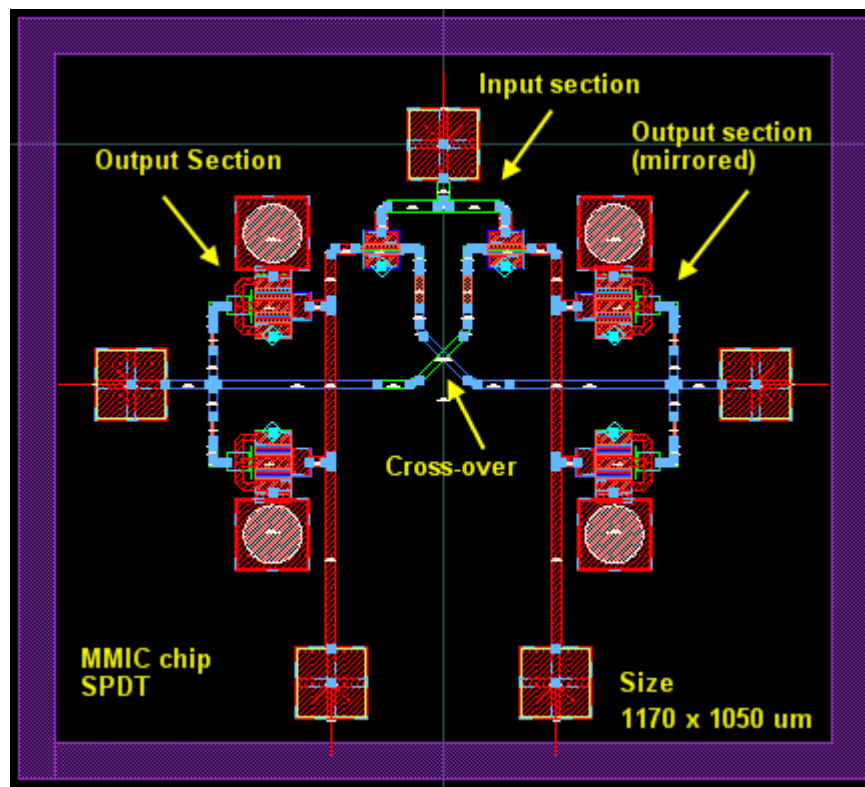 Input section
Output section
(mirrored)
Output Section
Cross-over
MMIC chip
SPDT
Size
1170 x 1050 um